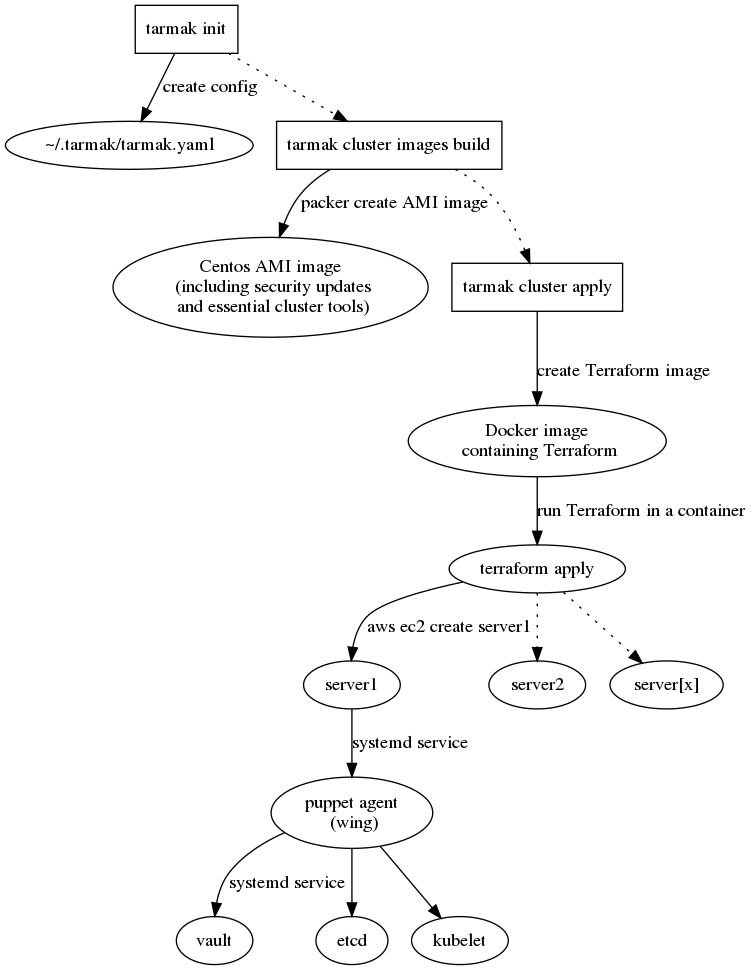 tarmak init
create config
~/.tarmak/tarmak.yaml
tarmak cluster images build
packer create AMI image
Centos AMI image
(including security updates
and essential cluster tools)
tarmak cluster apply
create Terraform image
Docker image
containing Terraform
run Terraform in a container
terraform apply
aws ec2 create server1
server1
server2
server[x]
systemd service
puppet agent
(wing)
systemd service
vault
etcd
kubelet